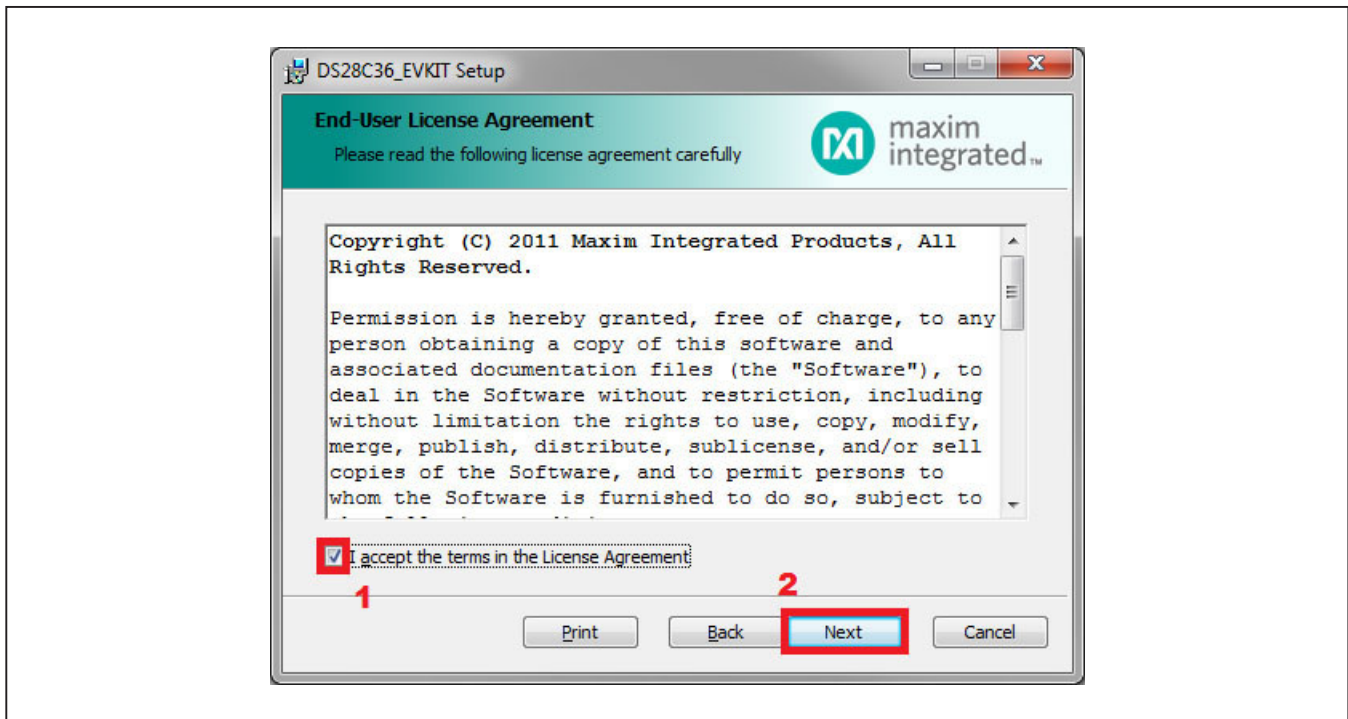 DS28C36_EVKIT Setup
End-User License Agreement
Please read the following license agreement carefully
maxim
integrated™
Copyright (C) 2011 Maxim Integrated Products, All
Rights Reserved.
Permission is hereby granted, free of charge, to any
person obtaining a copy of this software and
associated documentation files (the "Software"), to
deal in the Software without restriction, including
without limitation the rights to use, copy, modify,
merge, publish, distribute, sublicense, and/or sell
copies of the Software, and to permit persons to
whom the Software is furnished to do so, subject to
I accept the terms in the License Agreement
1
2
Print Back Next Cancel